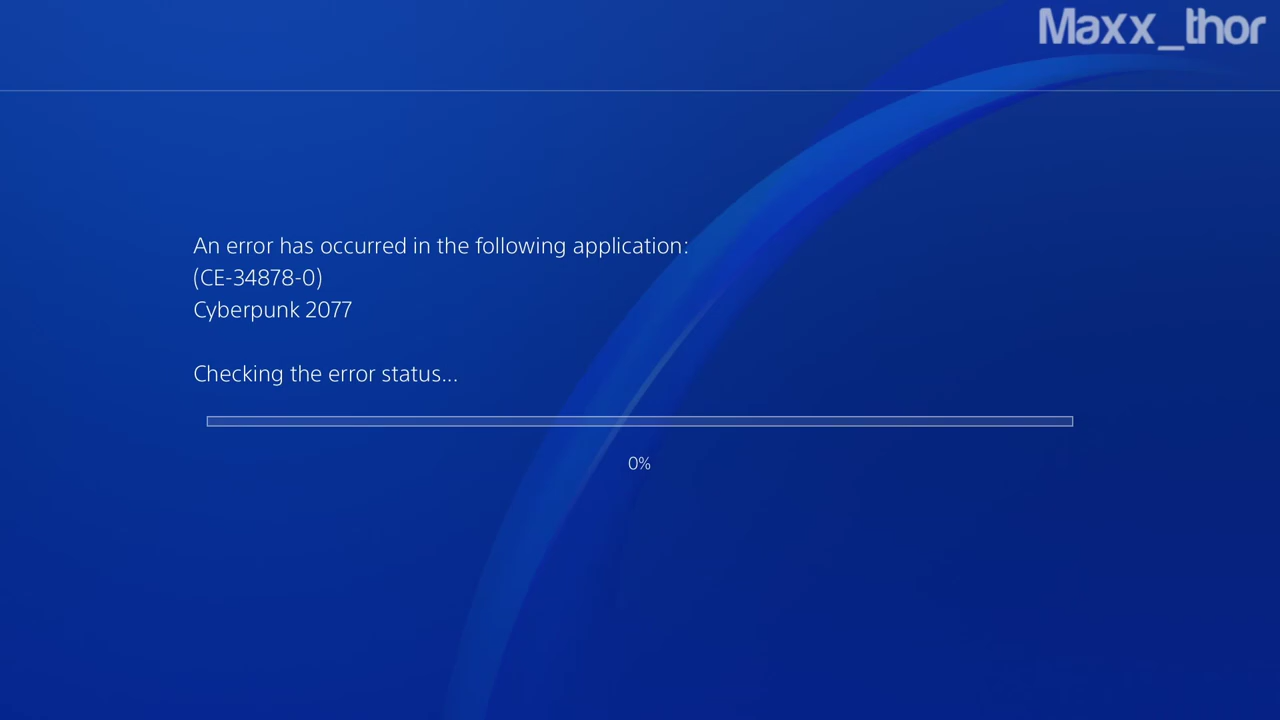 Maxx_thor
An error has occurred in the following application:
(CE-34878-0)
Cyberpunk 2077
Checking the error status...
0%